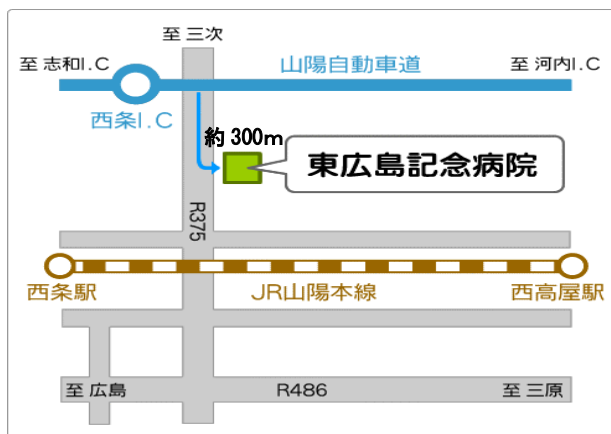 至 三次
至 志和I.C
山陽自動車道
至 河内I.C
西条I.C
約 300m
東広島記念病院
R375
西条駅
JR山陽本線
西高屋駅
至 広島
R486
至 三原